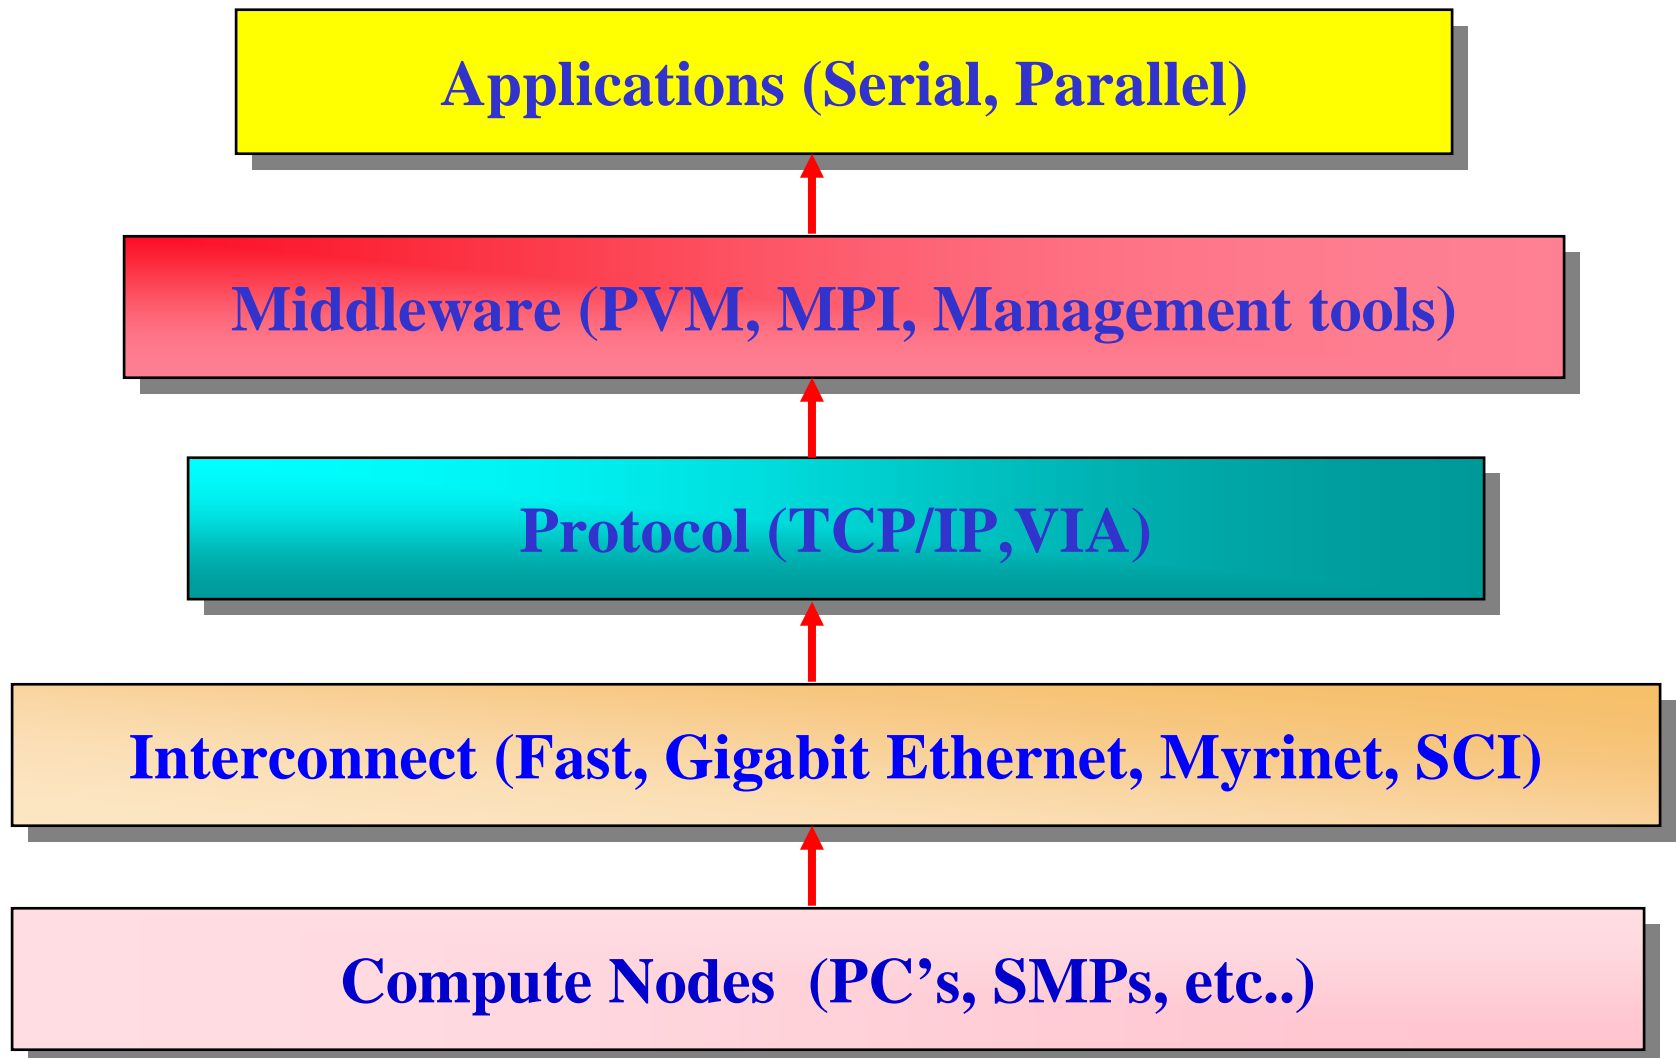 Applications (Serial, Parallel)
Middleware (PVM, MPI, Management tools)
Protocol (TCP/IP,VIA)
Interconnect (Fast, Gigabit Ethernet, Myrinet, SCI)
Compute Nodes  (PC’s, SMPs, etc..)